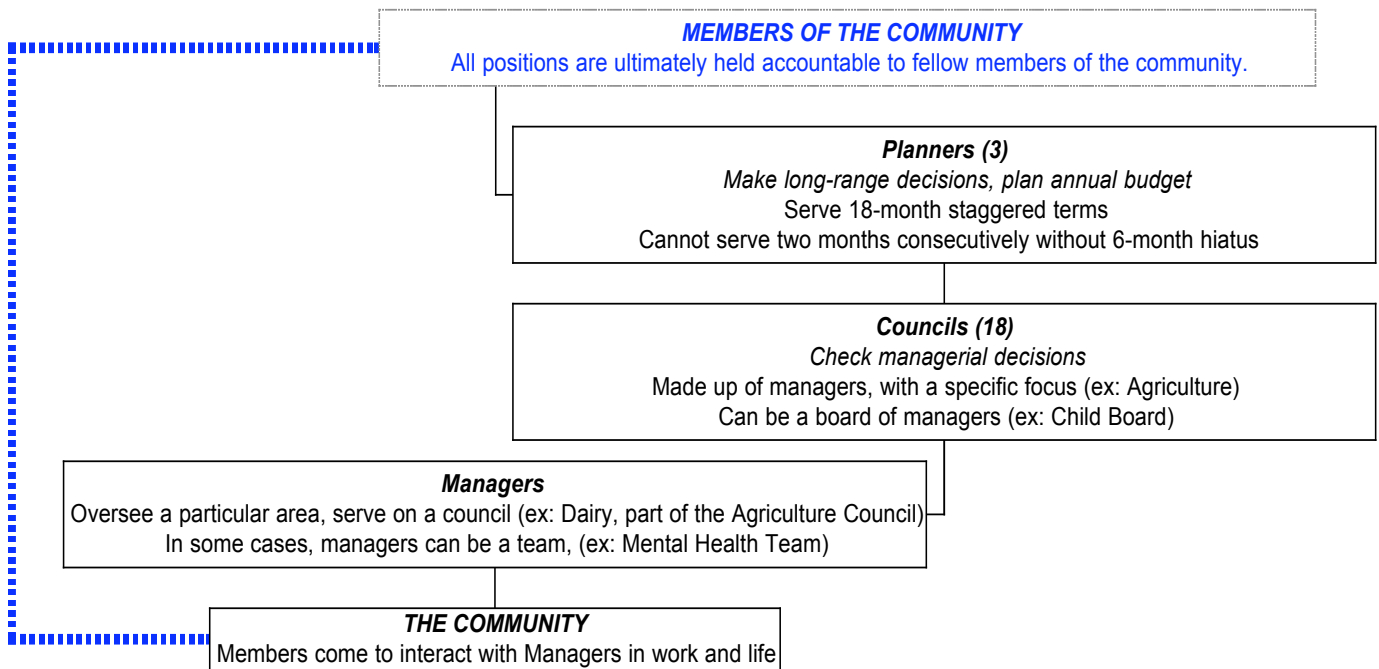 MEMBERS OF THE COMMUNITY
All positions are ultimately held accountable to fellow members of the community.
Planners (3)
Make long-range decisions, plan annual budget
Serve 18-month staggered terms
Cannot serve two months consecutively without 6-month hiatus
Councils (18)
Check managerial decisions
Made up of managers, with a specific focus (ex: Agriculture)
Can be a board of managers (ex: Child Board)
Managers
Oversee a particular area, serve on a council (ex: Dairy, part of the Agriculture Council)
In some cases, managers can be a team, (ex: Mental Health Team)
THE COMMUNITY
Members come to interact with Managers in work and life